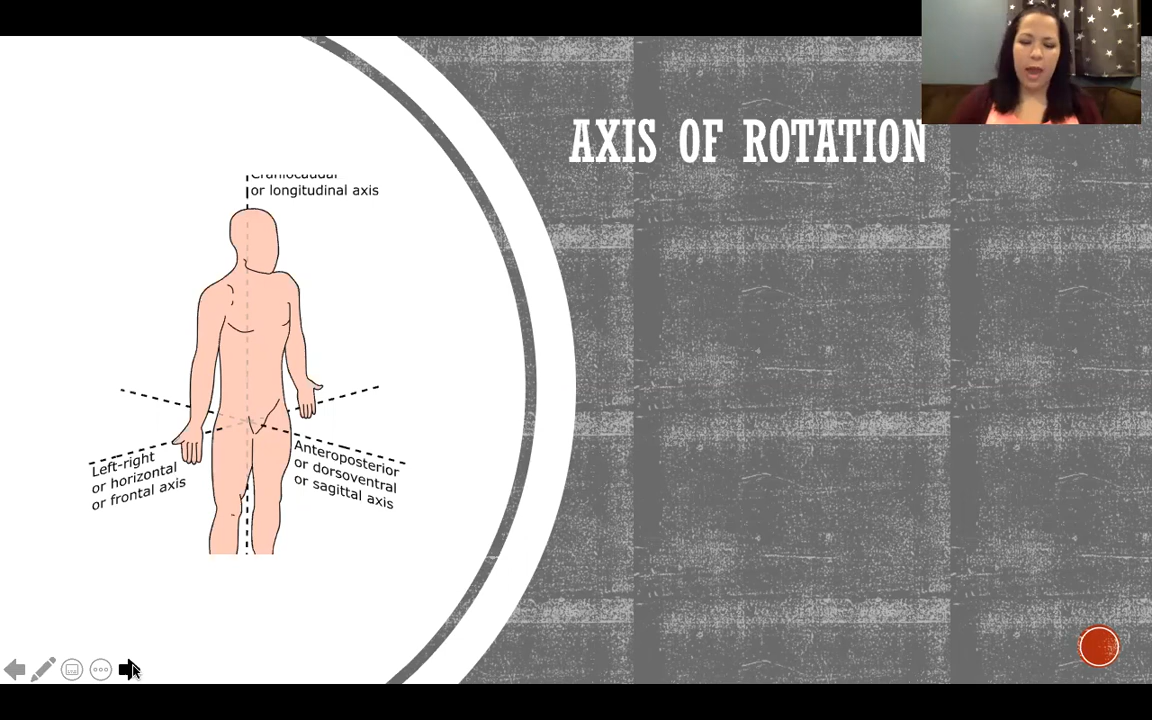 AXIS OF ROTATION
Craniocaudal
or longitudinal axis
Left-right
or horizontal
or frontal axis
Anteroposterior
or dorsoventral
or sagittal axis